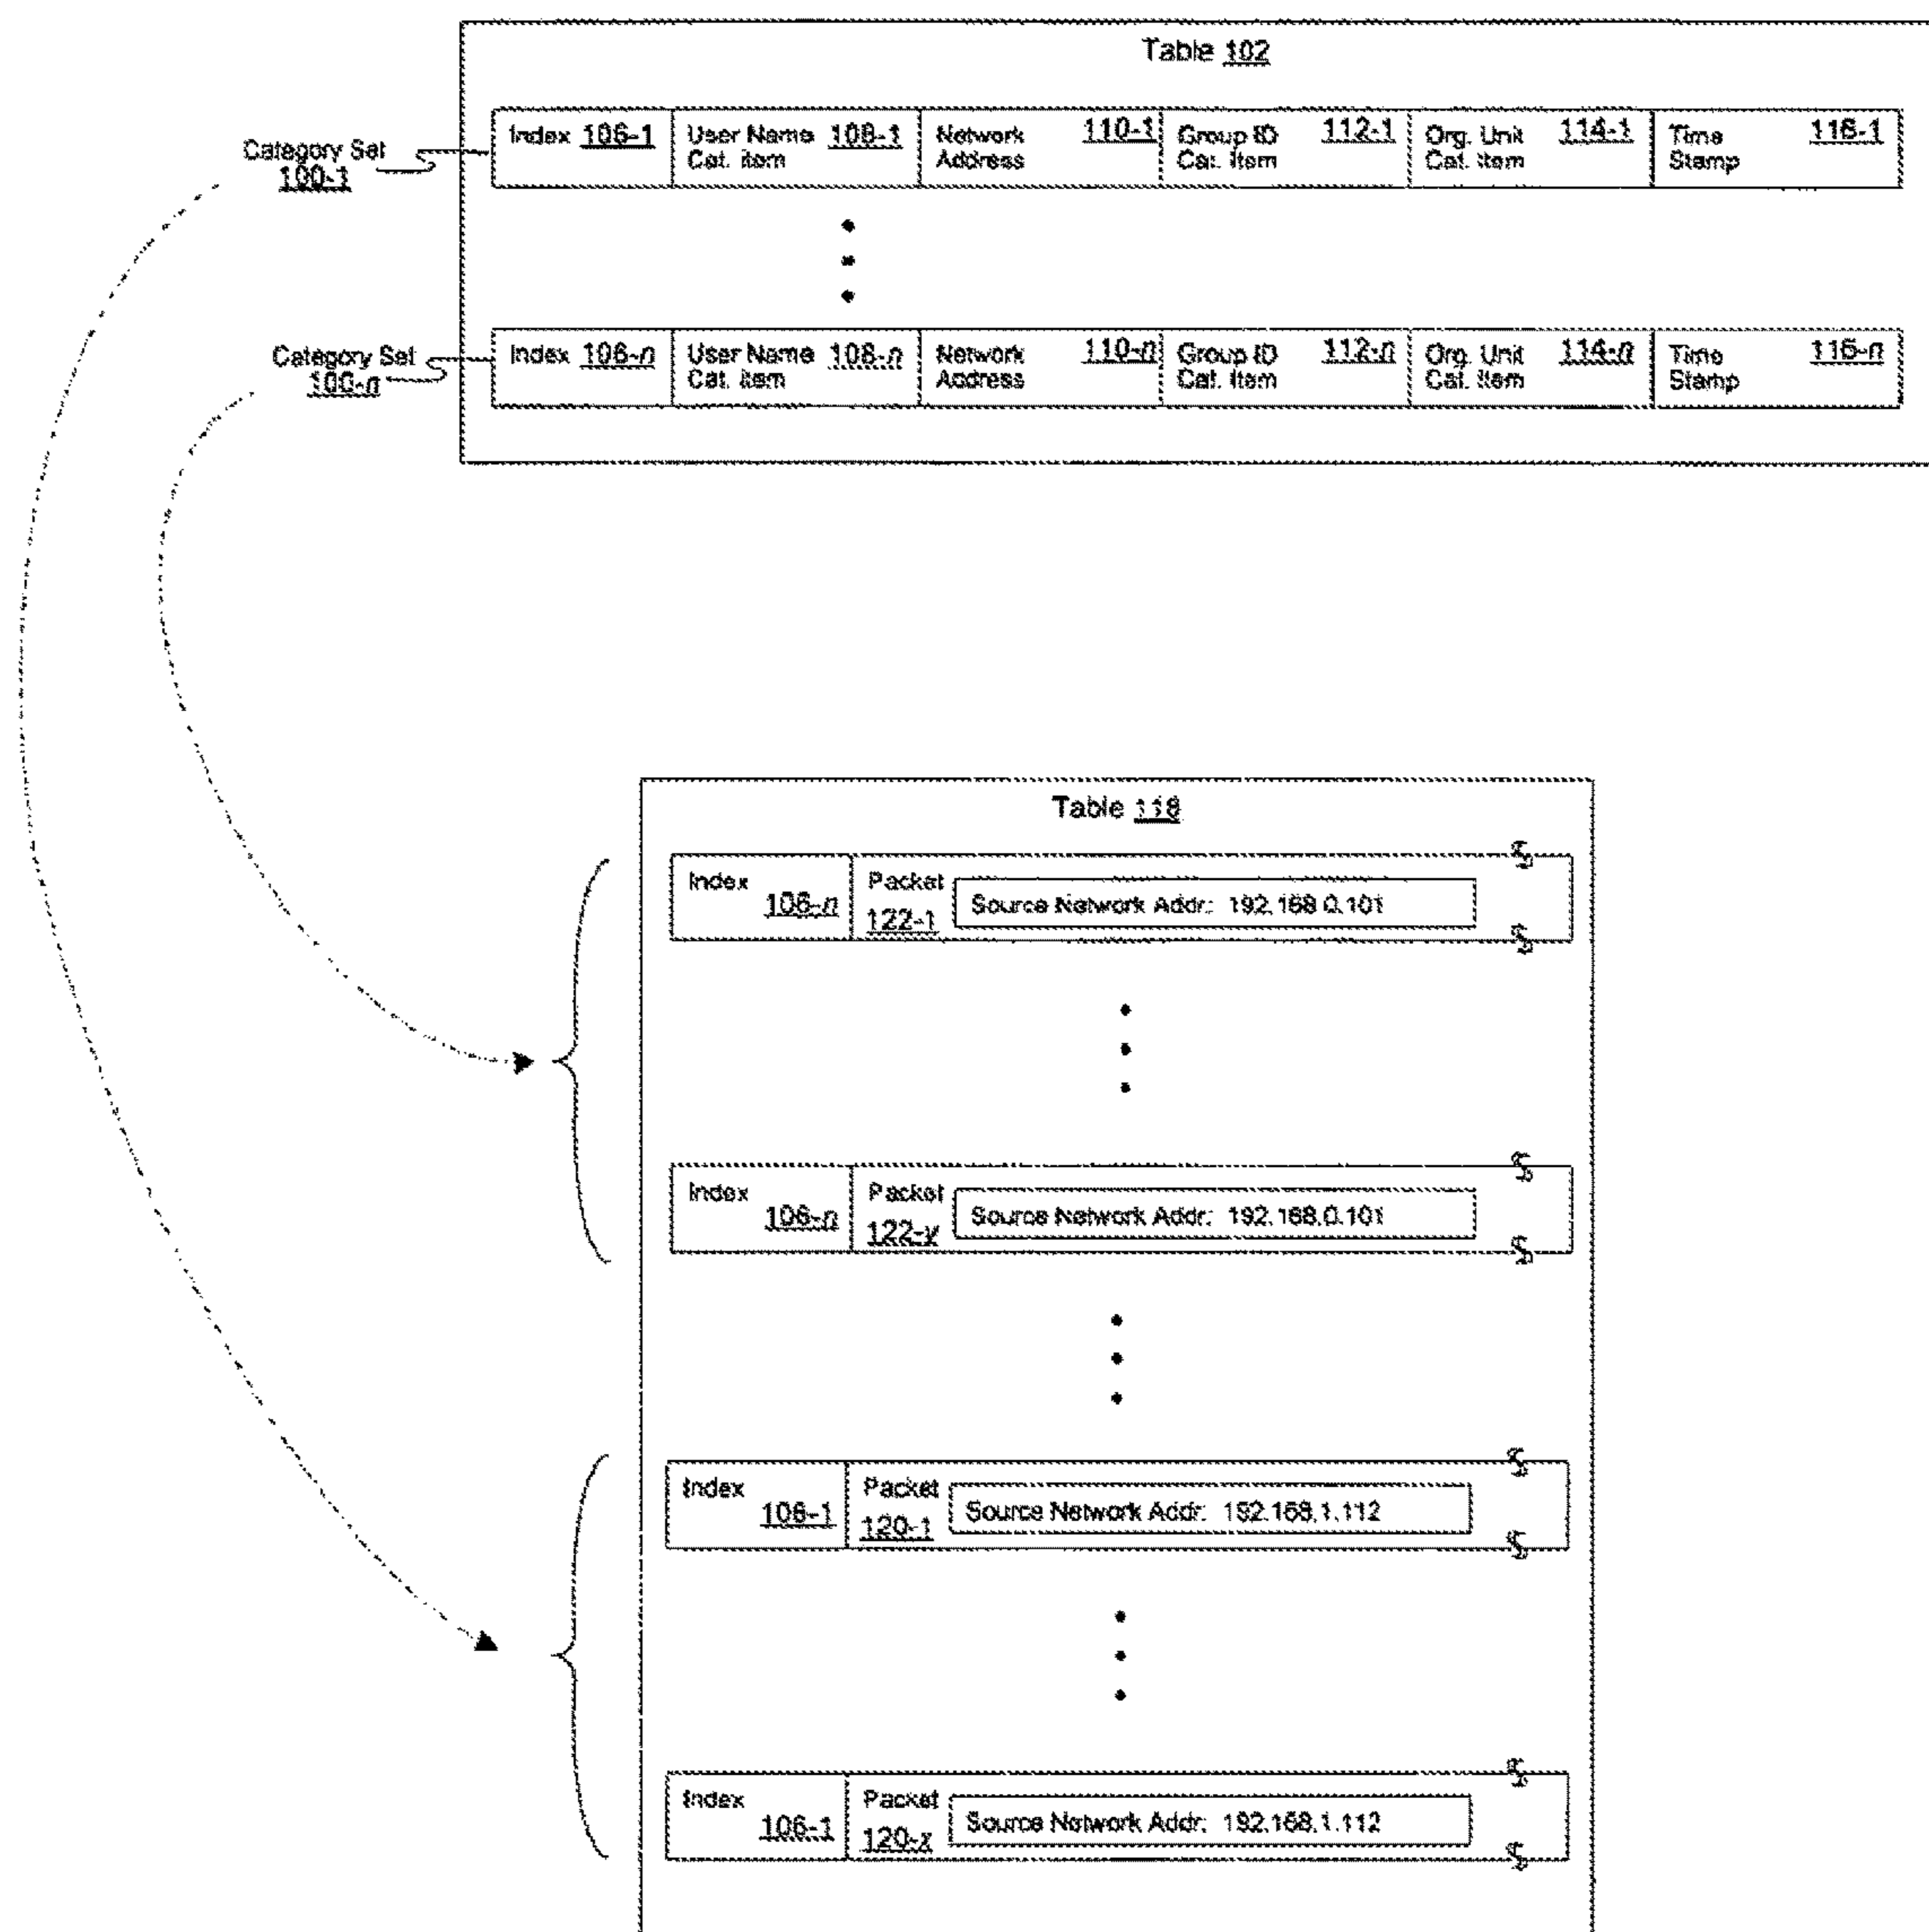 Table 102
Category Set
100-1
Index 106-1
User Name 108-1
Cat. Item
Network 110-1
Address
Group ID 112-1
Cat. Item
Org. Unit 114-1
Cat. Item
Time 116-1
Stamp
Category Set
100-n
Index 106-n
User Name 108-n
Cat. Item
Network 110-n
Address
Group ID 112-n
Cat. Item
Org. Unit 114-n
Cat. Item
Time 116-n
Stamp
Table 118
Index
106-n
Packet
122-1
Source Network Addr: 192.168.0.101
Index
106-n
Packet
122-y
Source Network Addr: 192.168.0.101
Index
106-1
Packet
120-1
Source Network Addr: 192.168.1.112
Index
106-1
Packet
120-x
Source Network Addr: 192.168.1.112